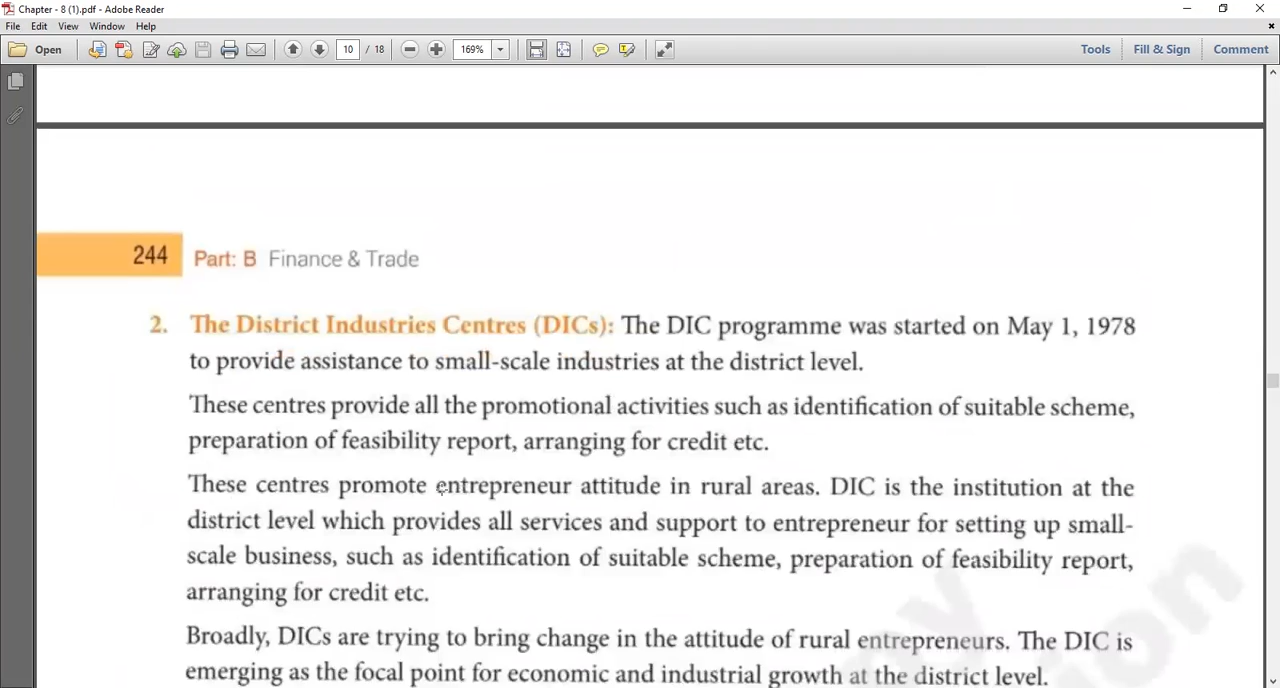 Chapter - 8 (1).pdf - Adobe Reader
File Edit View Window Help
Open 10 / 18 169% Tools Fill & Sign Comment
244 Part: B Finance & Trade
2. The District Industries Centres (DICs): The DIC programme was started on May 1, 1978
to provide assistance to small-scale industries at the district level.
These centres provide all the promotional activities such as identification of suitable scheme,
preparation of feasibility report, arranging for credit etc.
These centres promote entrepreneur attitude in rural areas. DIC is the institution at the
district level which provides all services and support to entrepreneur for setting up small-
scale business, such as identification of suitable scheme, preparation of feasibility report,
arranging for credit etc.
Broadly, DICs are trying to bring change in the attitude of rural entrepreneurs. The DIC is
emerging as the focal point for economic and industrial growth at the district level.